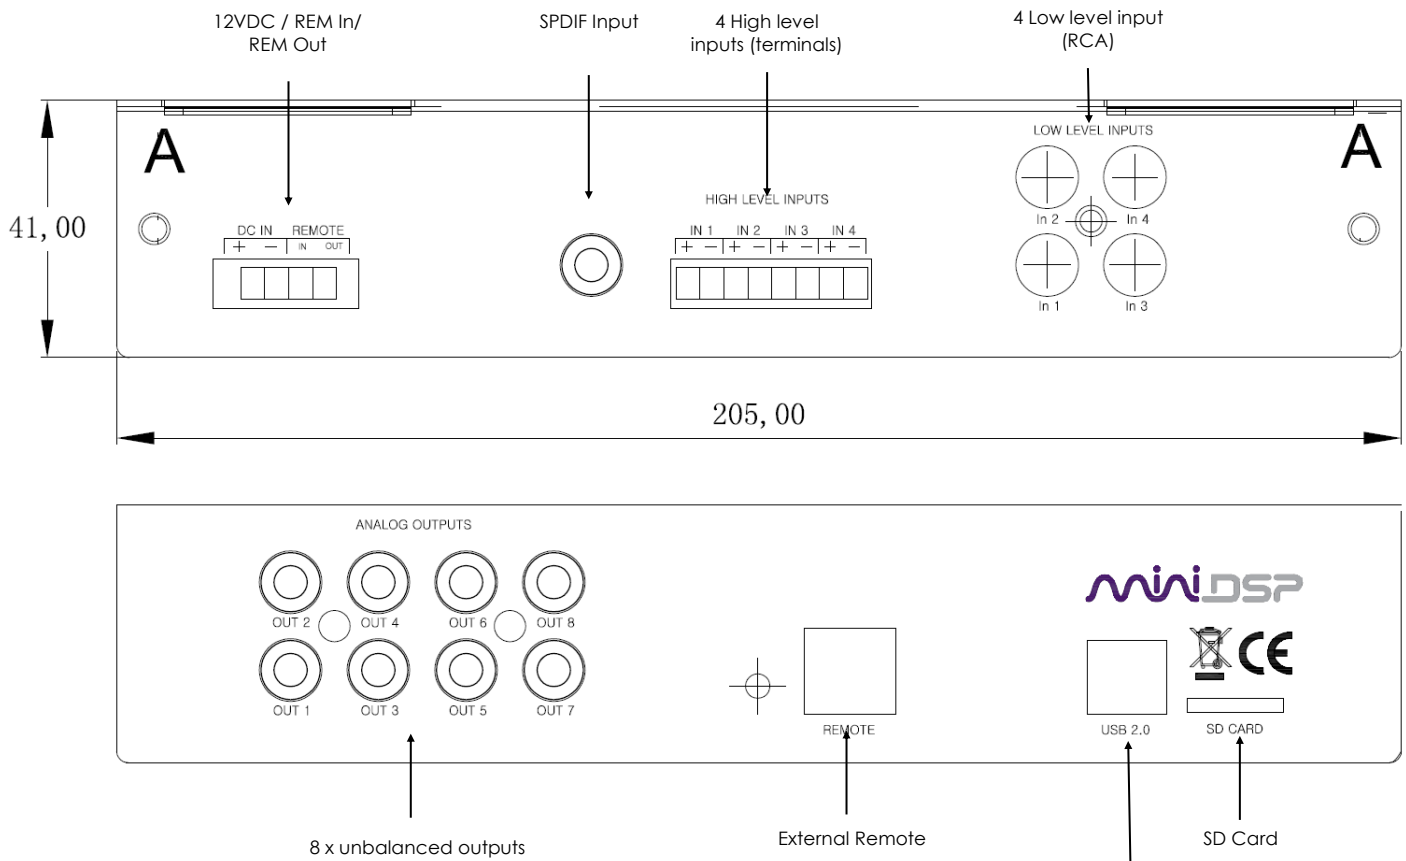 12VDC / REM In/
REM Out
SPDIF Input
4 High level
inputs (terminals)
4 Low level input
(RCA)
A
A
LOW LEVEL INPUTS
In 2
In 4
In 1
In 3
HIGH LEVEL INPUTS
IN 1 IN 2 IN 3 IN 4
+ − + − + − + −
DC IN REMOTE
+ − IN OUT
41,00
205,00
ANALOG OUTPUTS
OUT 2 OUT 4 OUT 6 OUT 8
OUT 1 OUT 3 OUT 5 OUT 7
miniDSP
CE
REMOTE
USB 2.0
SD CARD
8 x unbalanced outputs
External Remote
SD Card